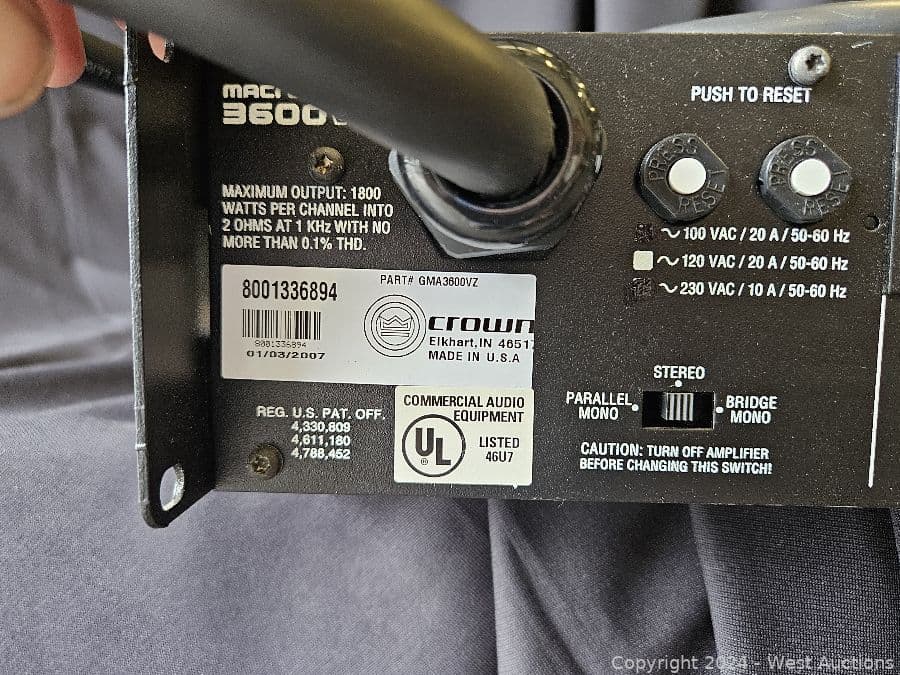 3600
MAXIMUM OUTPUT: 1800
WATTS PER CHANNEL INTO
2 OHMS AT 1 KHz WITH NO
MORE THAN 0.1% THD.
PUSH TO RESET
PRESS
RESET
PRESS
RESET
~ 100 VAC / 20 A / 50-60 Hz
~ 120 VAC / 20 A / 50-60 Hz
~ 230 VAC / 10 A / 50-60 Hz
PART# GMA3600VZ
8001336894
8001336894
01/03/2007
crown
Elkhart, IN 46517
MADE IN U.S.A
REG. U.S. PAT. OFF.
4,330,809
4,611,180
4,788,452
COMMERCIAL AUDIO
EQUIPMENT
UL
®
LISTED
46U7
STEREO
PARALLEL
MONO
BRIDGE
MONO
CAUTION: TURN OFF AMPLIFIER
BEFORE CHANGING THIS SWITCH!
Copyright 2024 - West Auctions